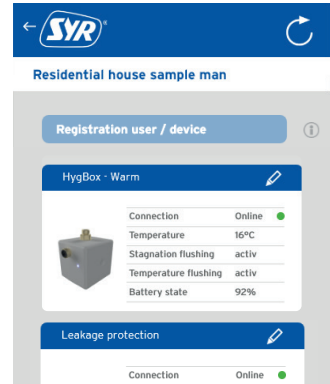 SYR
Residential house sample man
Registration user / device
HygBox - Warm
Connection Online
Temperature 16°C
Stagnation flushing activ
Temperature flushing activ
Battery state 92%
Leakage protection
Connection Online